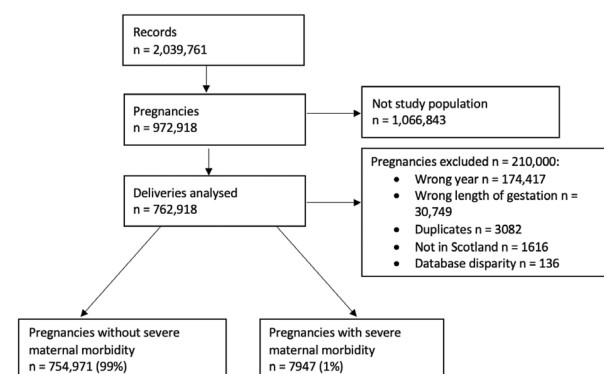 Records
n = 2,039,761
Pregnancies
n = 972,918
Not study population
n = 1,066,843
Deliveries analysed
n = 762,918
Pregnancies excluded n = 210,000:
• Wrong year n = 174,417
• Wrong length of gestation n =
30,749
• Duplicates n = 3082
• Not in Scotland n = 1616
• Database disparity n = 136
Pregnancies without severe
maternal morbidity
n = 754,971 (99%)
Pregnancies with severe
maternal morbidity
n = 7947 (1%)